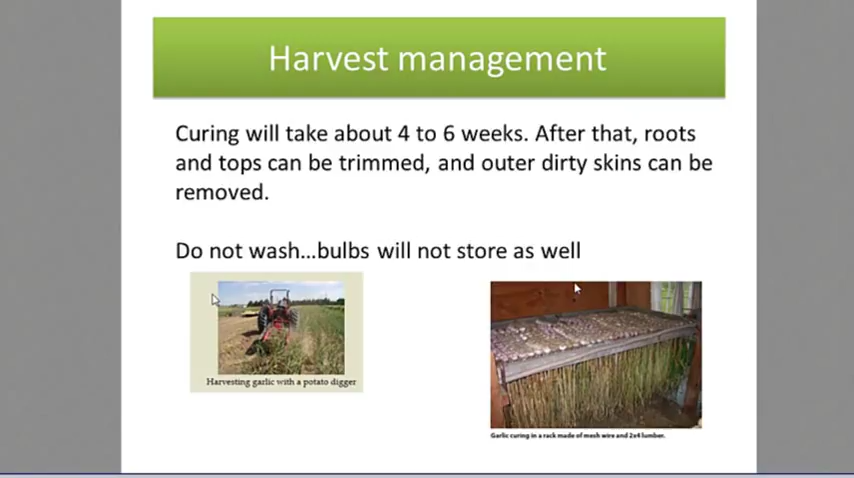 Harvest management
Curing will take about 4 to 6 weeks. After that, roots
and tops can be trimmed, and outer dirty skins can be
removed.
Do not wash...bulbs will not store as well
Harvesting garlic with a potato digger
Garlic curing in a rack made of mesh wire and 2x4 lumber.